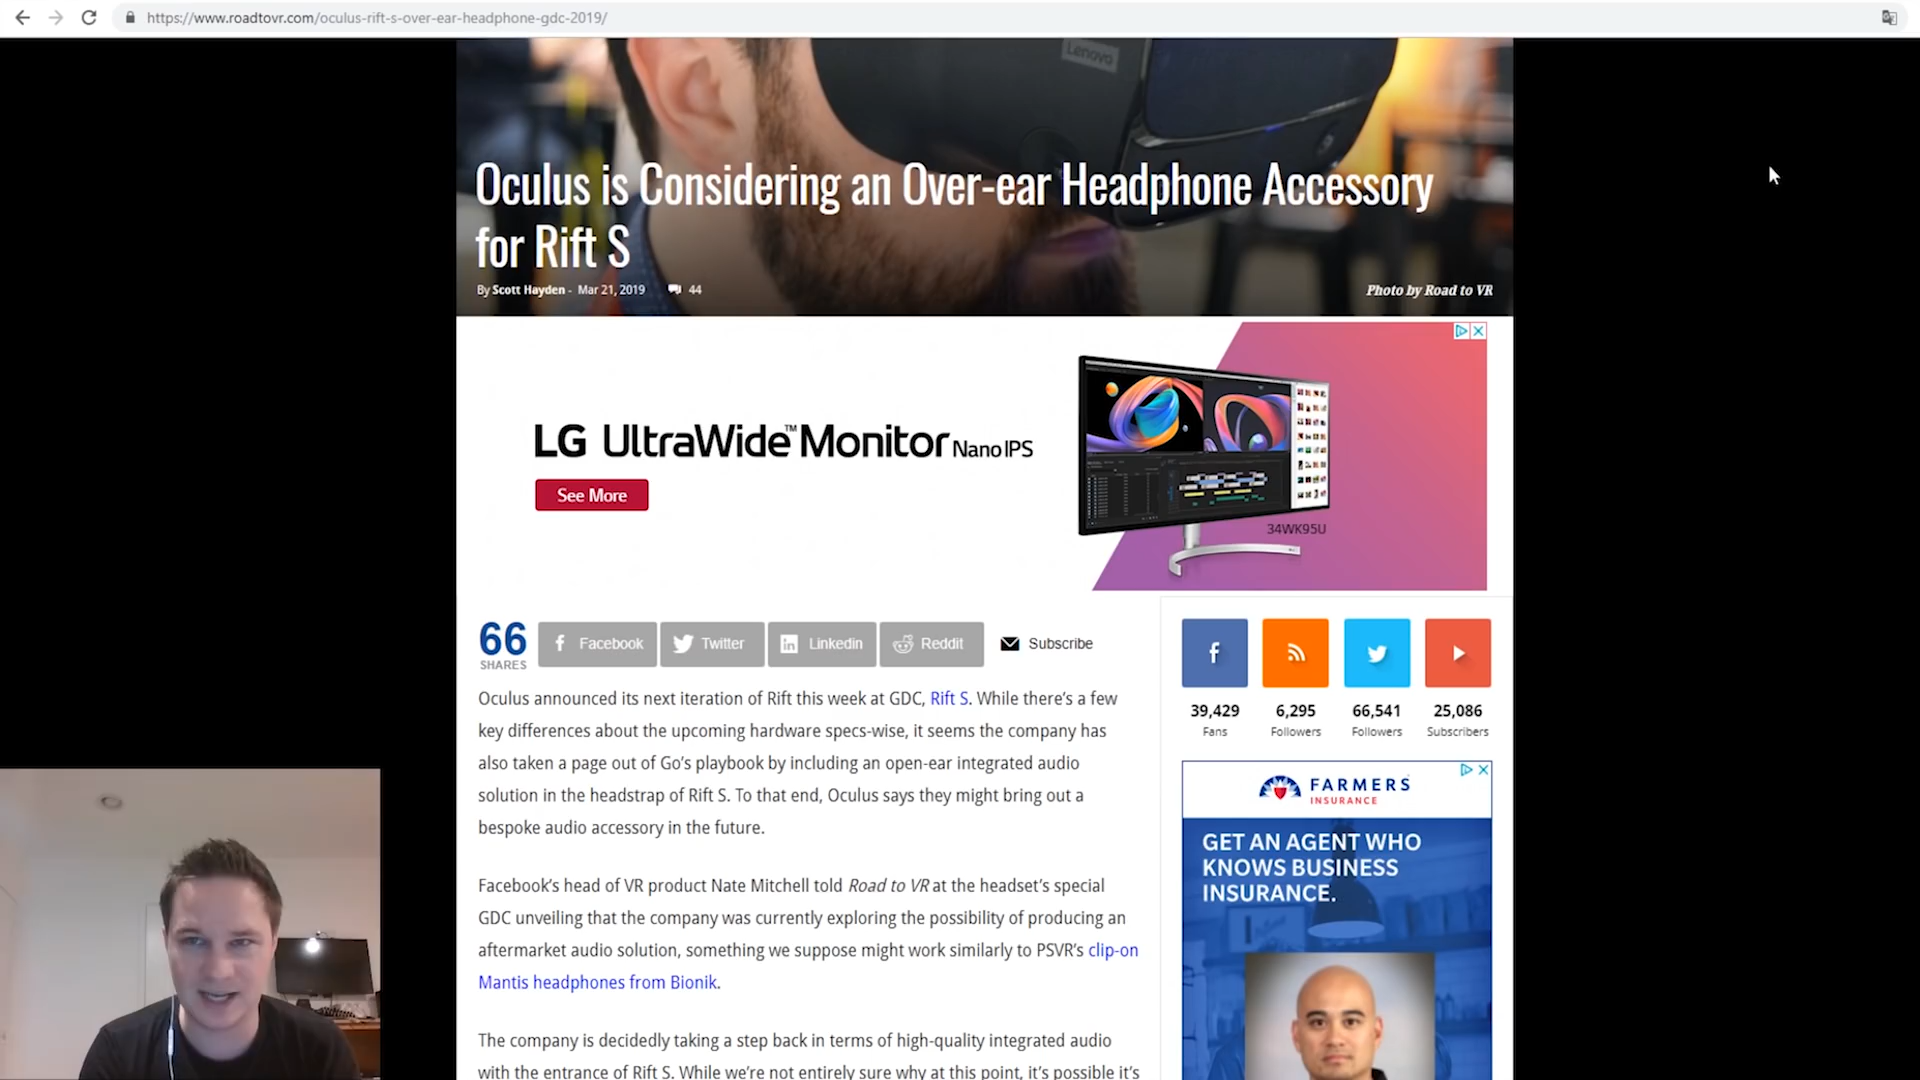 https://www.roadtovr.com/oculus-rift-s-over-ear-headphone-gdc-2019/
Lenovo
Oculus is Considering an Over-ear Headphone Accessory
for Rift S
By Scott Hayden - Mar 21, 2019 44
Photo by Road to VR
LG UltraWide™ Monitor Nano IPS
See More
34WK95U
66
SHARES
Facebook
Twitter
Linkedin
Reddit
Subscribe
Oculus announced its next iteration of Rift this week at GDC, Rift S. While there's a few
key differences about the upcoming hardware specs-wise, it seems the company has
also taken a page out of Go's playbook by including an open-ear integrated audio
solution in the headstrap of Rift S. To that end, Oculus says they might bring out a
bespoke audio accessory in the future.
Facebook's head of VR product Nate Mitchell told Road to VR at the headset's special
GDC unveiling that the company was currently exploring the possibility of producing an
aftermarket audio solution, something we suppose might work similarly to PSVR's clip-on
Mantis headphones from Bionik.
The company is decidedly taking a step back in terms of high-quality integrated audio
with the entrance of Rift S. While we're not entirely sure why at this point, it's possible it's
39,429
Fans
6,295
Followers
66,541
Followers
25,086
Subscribers
FARMERS
INSURANCE
GET AN AGENT WHO
KNOWS BUSINESS
INSURANCE.